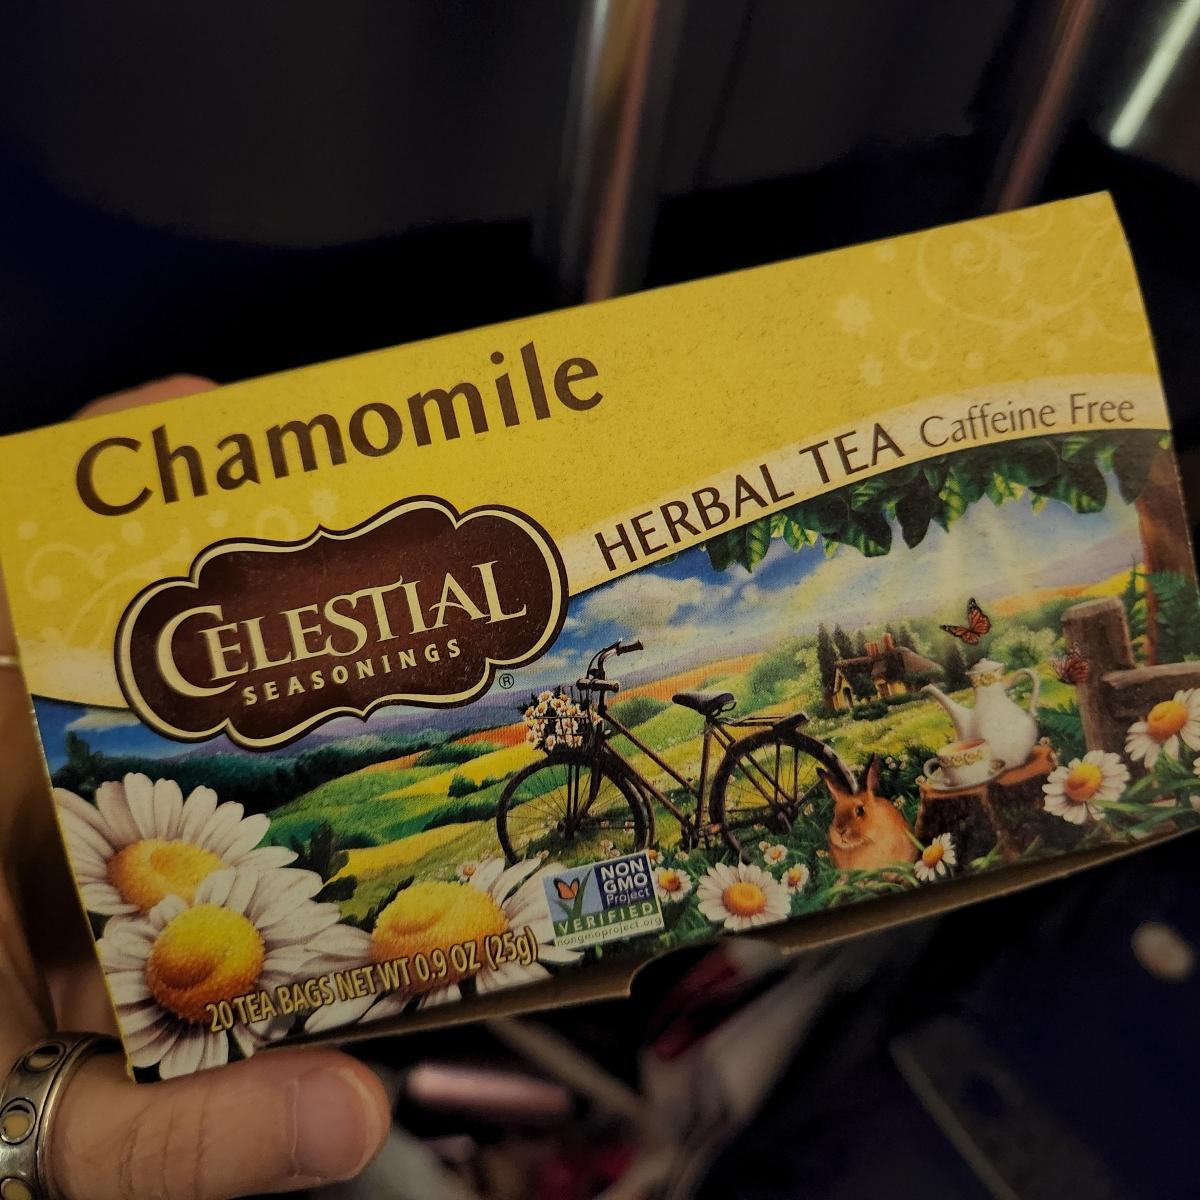 Chamomile
HERBAL TEA Caffeine Free
CELESTIAL
SEASONINGS
®
NON
GMO
Project
VERIFIED
nongmoproject.org
20 TEA BAGS NET WT 0.9 OZ (25g)